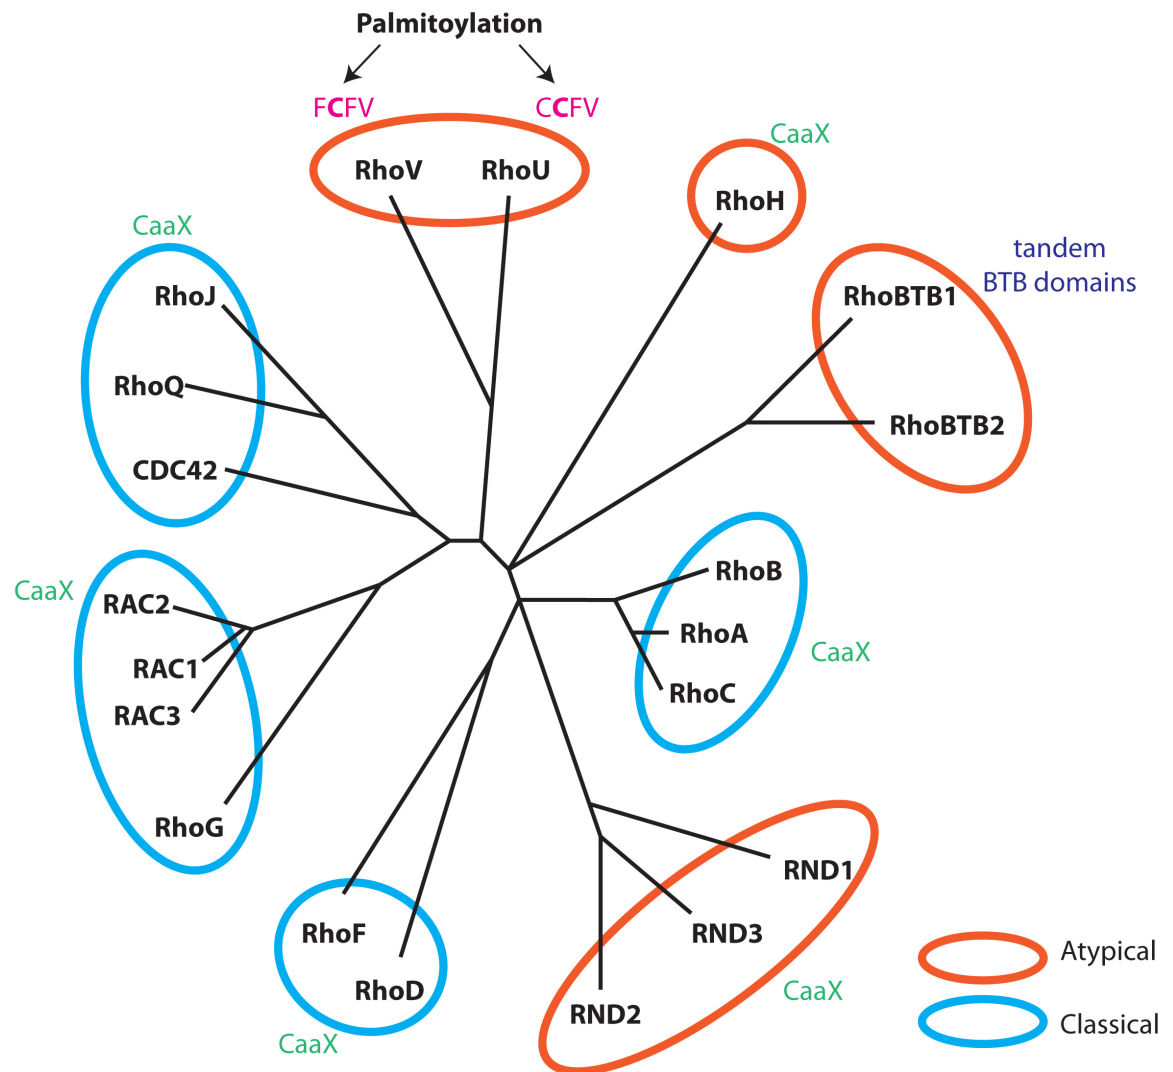 Palmitoylation
FCFV
CCFV
RhoV
RhoU
CaaX
RhoH
tandem
BTB domains
RhoBTB1
RhoBTB2
CaaX
RhoJ
RhoQ
CDC42
CaaX
RAC2
RAC1
RAC3
RhoG
RhoB
RhoA
RhoC
CaaX
RhoF
RhoD
CaaX
RND1
RND3
RND2
CaaX
Atypical
Classical